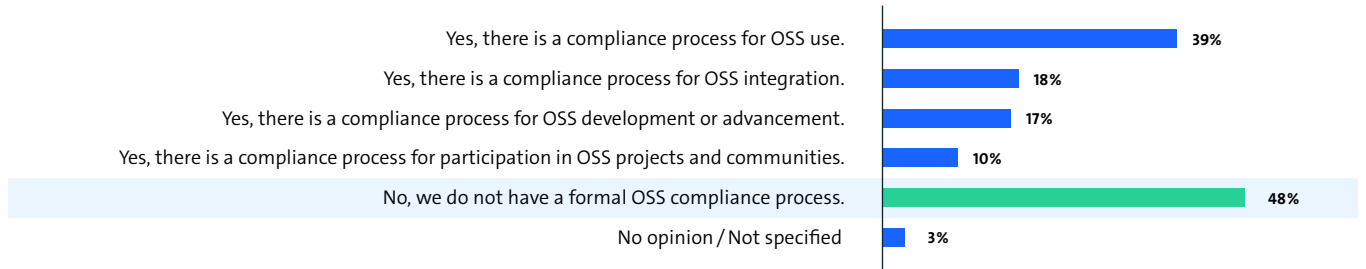 Yes, there is a compliance process for OSS use. 39%
Yes, there is a compliance process for OSS integration. 18%
Yes, there is a compliance process for OSS development or advancement. 17%
Yes, there is a compliance process for participation in OSS projects and communities. 10%
No, we do not have a formal OSS compliance process. 48%
No opinion / Not specified 3%